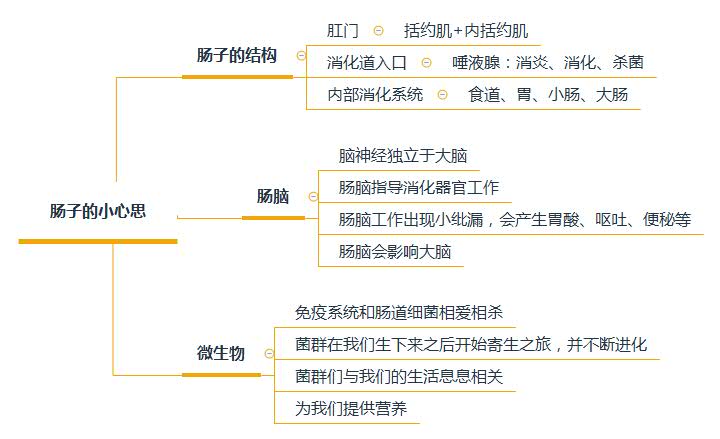 肠子的小心思
肠子的结构
肛门 括约肌+内括约肌
消化道入口 唾液腺：消炎、消化、杀菌
内部消化系统 食道、胃、小肠、大肠
肠脑
脑神经独立于大脑
肠脑指导消化器官工作
肠脑工作出现小纰漏，会产生胃酸、呕吐、便秘等
肠脑会影响大脑
微生物
免疫系统和肠道细菌相爱相杀
菌群在我们生下来之后开始寄生之旅，并不断进化
菌群们与我们的生活息息相关
为我们提供营养